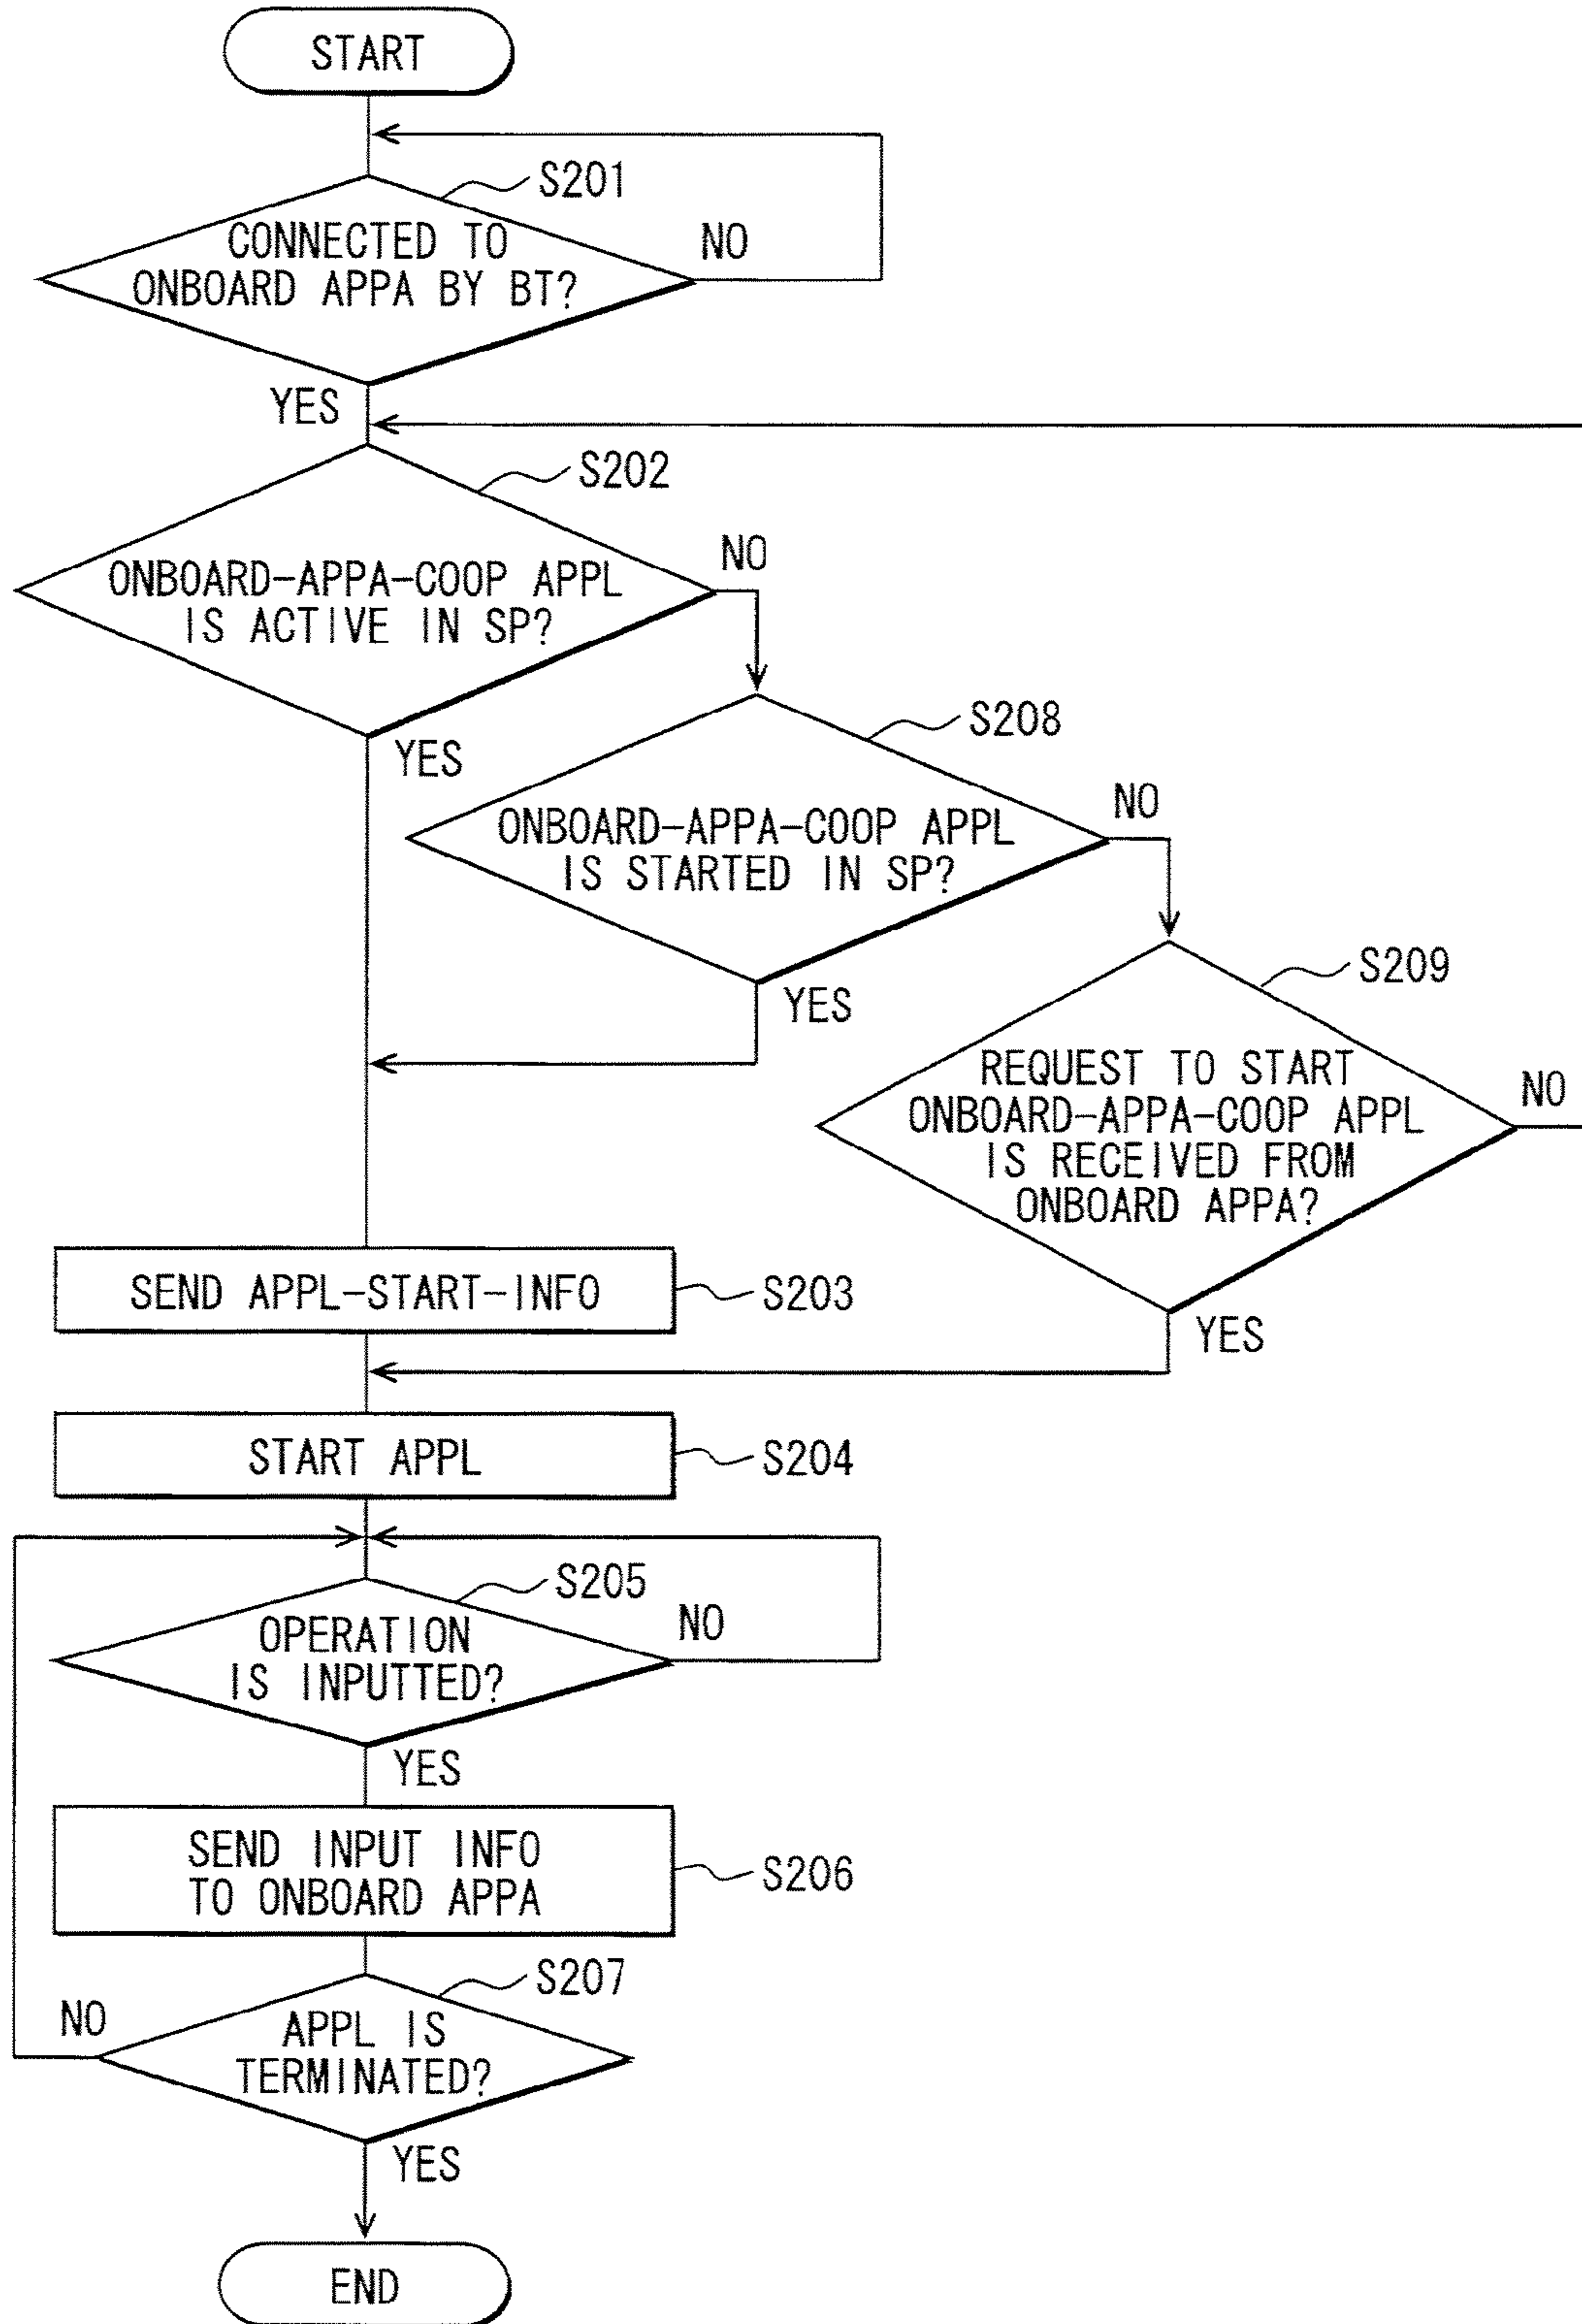 START
S201
CONNECTED TO
ONBOARD APPA BY BT?
NO
YES
S202
ONBOARD-APPA-COOP APPL
IS ACTIVE IN SP?
NO
YES
S208
ONBOARD-APPA-COOP APPL
IS STARTED IN SP?
NO
YES
S209
REQUEST TO START
ONBOARD-APPA-COOP APPL
IS RECEIVED FROM
ONBOARD APPA?
NO
YES
SEND APPL-START-INFO
S203
START APPL
S204
S205
OPERATION
IS INPUTTED?
NO
YES
SEND INPUT INFO
TO ONBOARD APPA
S206
S207
APPL IS
TERMINATED?
NO
YES
END